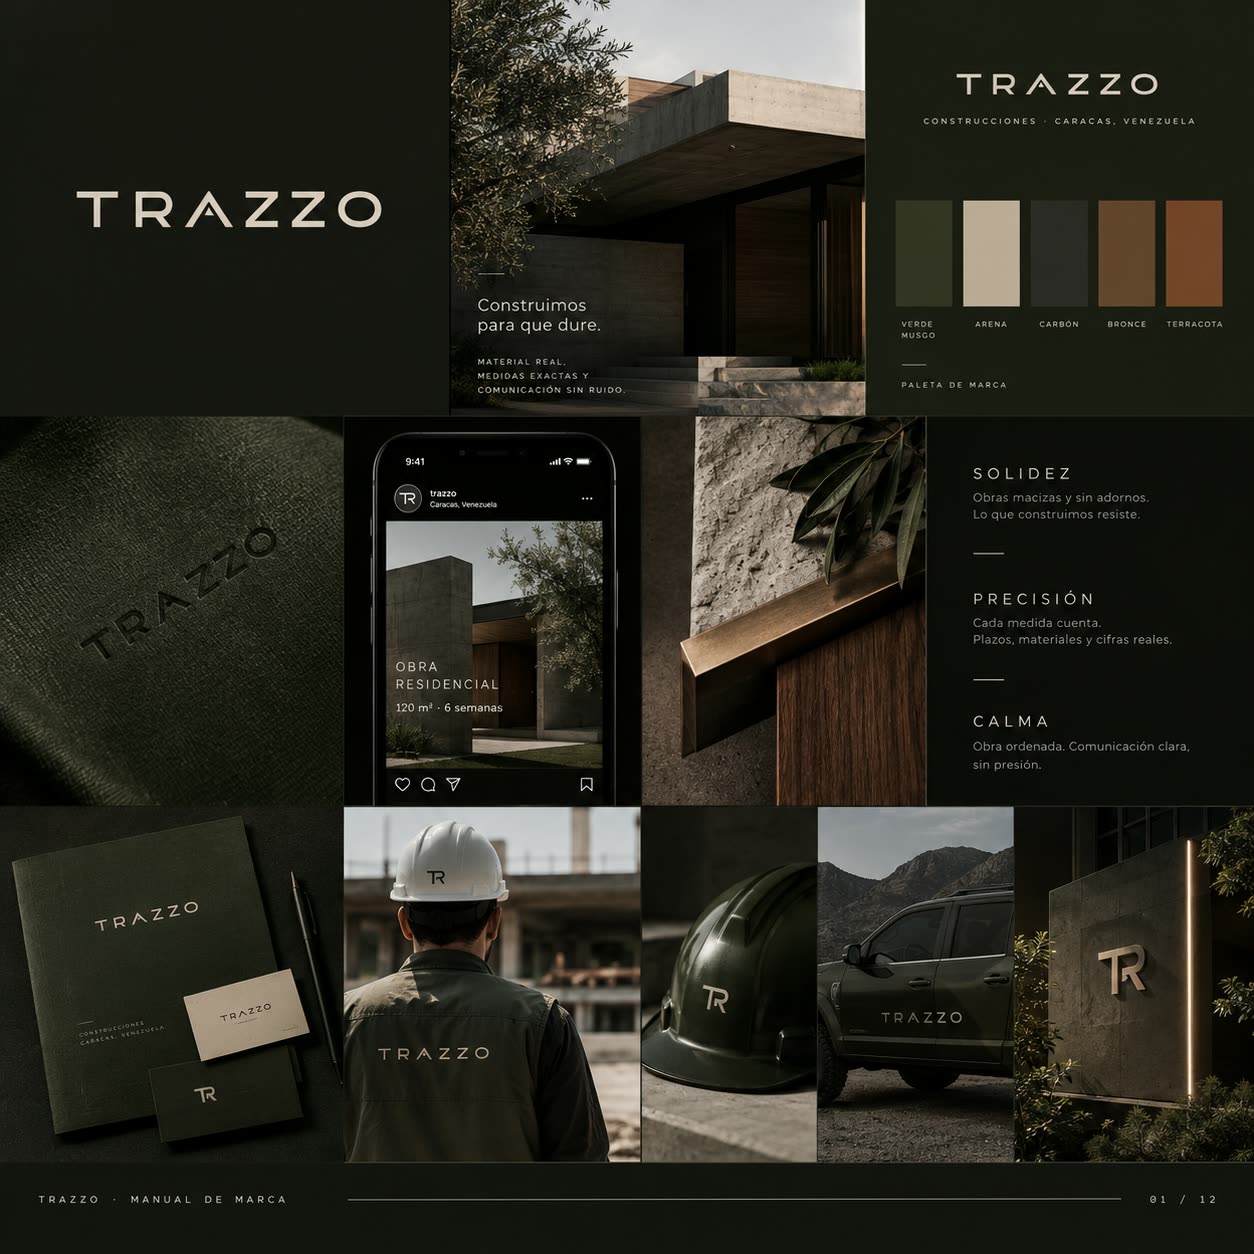 TRAZZO
Construimos
para que dure.
MATERIAL REAL,
MEDIDAS EXACTAS Y
COMUNICACIÓN SIN RUIDO.
TRAZZO
CONSTRUCCIONES · CARACAS, VENEZUELA
VERDE
MUSGO
ARENA
CARBÓN
BRONCE
TERRACOTA
PALETA DE MARCA
TRAZZO
9:41
TR
trazzo
Caracas, Venezuela
OBRA
RESIDENCIAL
120 m² · 6 semanas
SOLIDEZ
Obras macizas y sin adornos.
Lo que construimos resiste.
PRECISIÓN
Cada medida cuenta.
Plazos, materiales y cifras reales.
CALMA
Obra ordenada. Comunicación clara,
sin presión.
TRAZZO
CONSTRUCCIONES
CARACAS, VENEZUELA
TRAZZO
TR
TR
TRAZZO
TR
TRAZZO
TR
TRAZZO · MANUAL DE MARCA
01 / 12